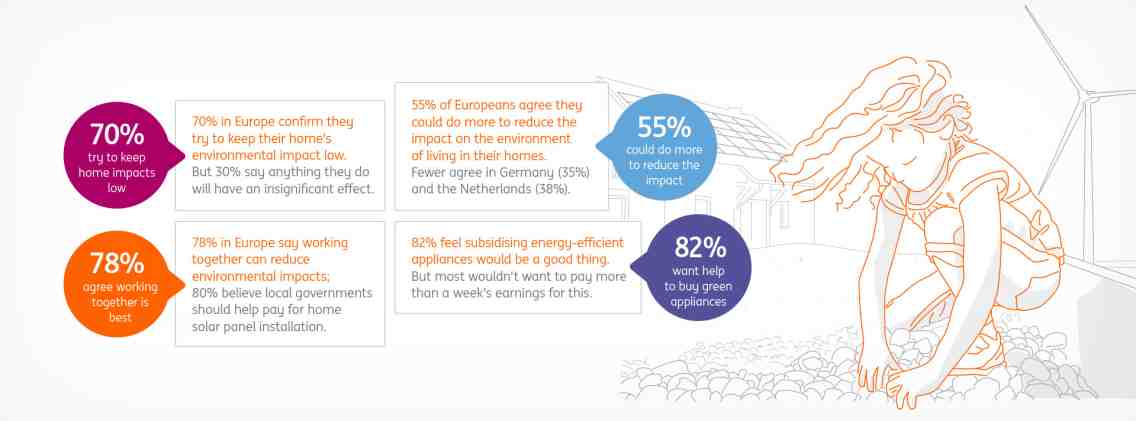 70%
try to keep
home impacts
low
70% in Europe confirm they
try to keep their home's
environmental impact low.
But 30% say anything they do
will have an insignificant effect.
55% of Europeans agree they
could do more to reduce the
impact on the environment
of living in their homes.
Fewer agree in Germany (35%)
and the Netherlands (38%).
55%
could do more
to reduce the
impact
78%
agree working
together is
best
78% in Europe say working
together can reduce
environmental impacts;
80% believe local governments
should help pay for home
solar panel installation.
82% feel subsidising energy-efficient
appliances would be a good thing.
But most wouldn't want to pay more
than a week's earnings for this.
82%
want help
to buy green
appliances